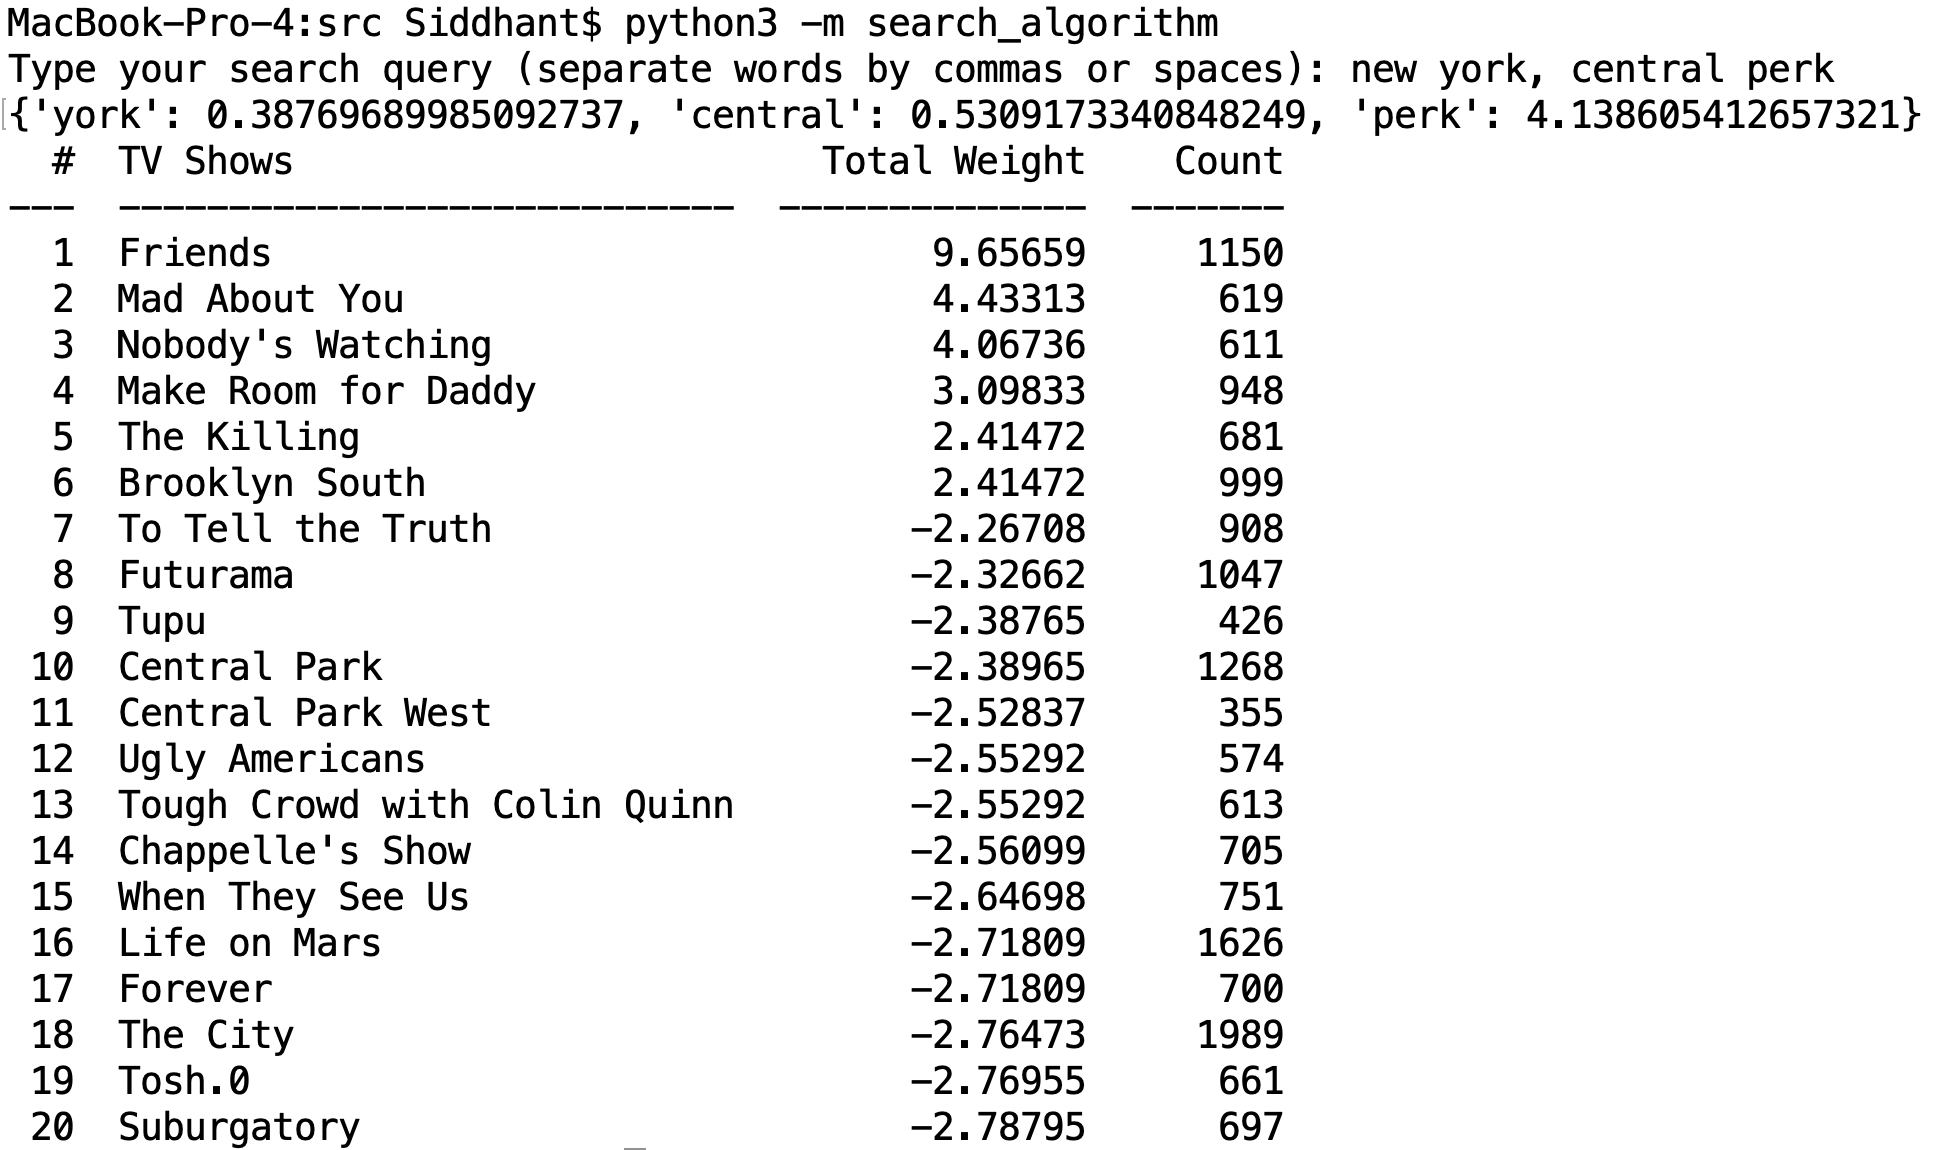 MacBook-Pro-4:src Siddhant$ python3 -m search_algorithm
Type your search query (separate words by commas or spaces): new york, central perk
{'york': 0.38769689985092737, 'central': 0.5309173340848249, 'perk': 4.138605412657321}
# TV Shows Total Weight Count
--- ---------------------------- -------------- -------
1 Friends 9.65659 1150
2 Mad About You 4.43313 619
3 Nobody's Watching 4.06736 611
4 Make Room for Daddy 3.09833 948
5 The Killing 2.41472 681
6 Brooklyn South 2.41472 999
7 To Tell the Truth -2.26708 908
8 Futurama -2.32662 1047
9 Tupu -2.38765 426
10 Central Park -2.38965 1268
11 Central Park West -2.52837 355
12 Ugly Americans -2.55292 574
13 Tough Crowd with Colin Quinn -2.55292 613
14 Chappelle's Show -2.56099 705
15 When They See Us -2.64698 751
16 Life on Mars -2.71809 1626
17 Forever -2.71809 700
18 The City -2.76473 1989
19 Tosh.0 -2.76955 661
20 Suburgatory -2.78795 697